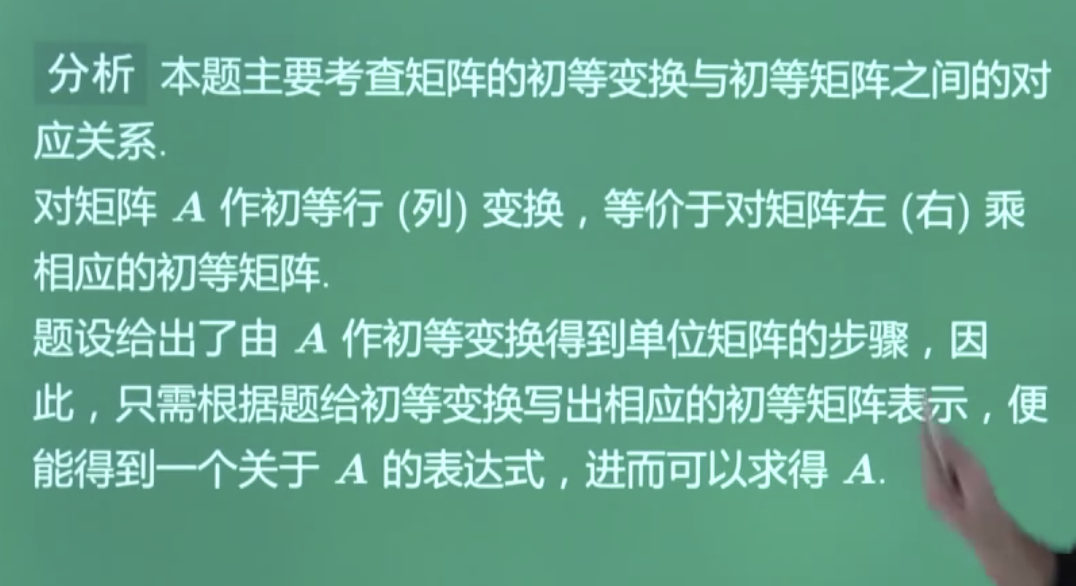 分析 本题主要考查矩阵的初等变换与初等矩阵之间的对
应关系.
对矩阵 A 作初等行 (列) 变换，等价于对矩阵左 (右) 乘
相应的初等矩阵.
题设给出了由 A 作初等变换得到单位矩阵的步骤，因
此，只需根据题给初等变换写出相应的初等矩阵表示，便
能得到一个关于 A 的表达式，进而可以求得 A.